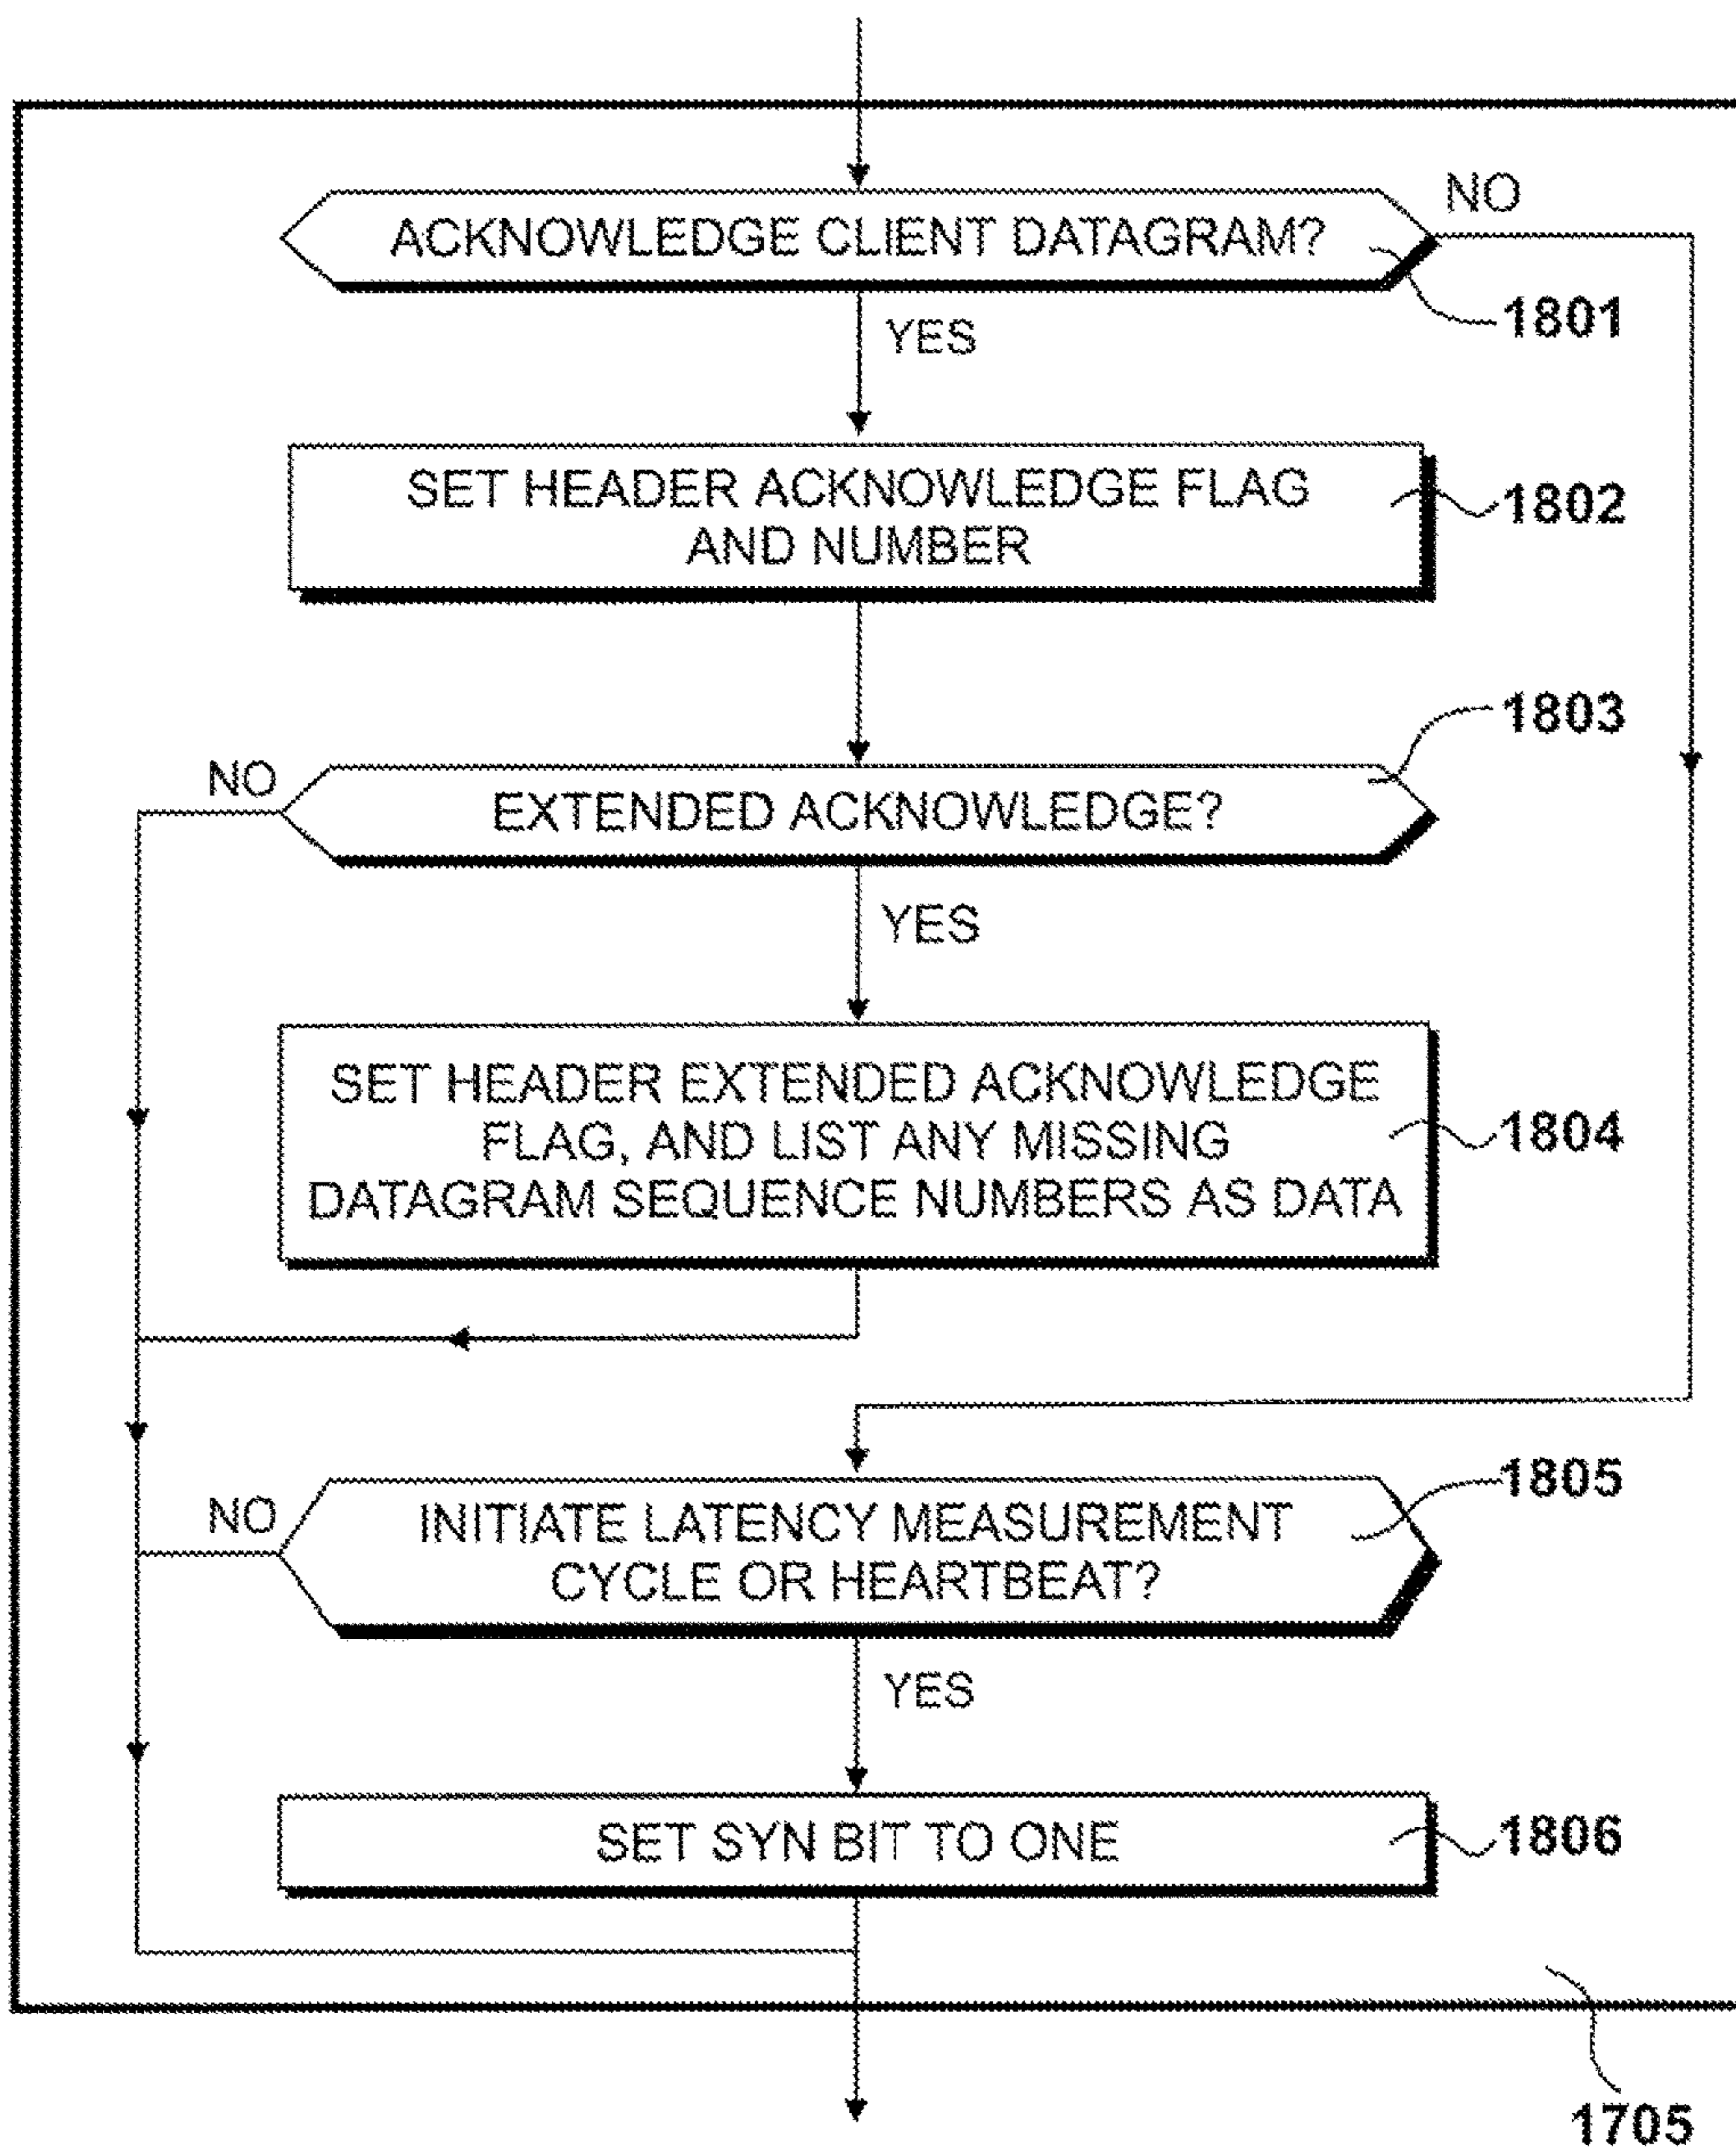 NO
ACKNOWLEDGE CLIENT DATAGRAM?
1801
YES
SET HEADER ACKNOWLEDGE FLAG
AND NUMBER
1802
1803
NO
EXTENDED ACKNOWLEDGE?
YES
SET HEADER EXTENDED ACKNOWLEDGE
FLAG, AND LIST ANY MISSING
DATAGRAM SEQUENCE NUMBERS AS DATA
1804
1805
NO
INITIATE LATENCY MEASUREMENT
CYCLE OR HEARTBEAT?
YES
SET SYN BIT TO ONE
1806
1705